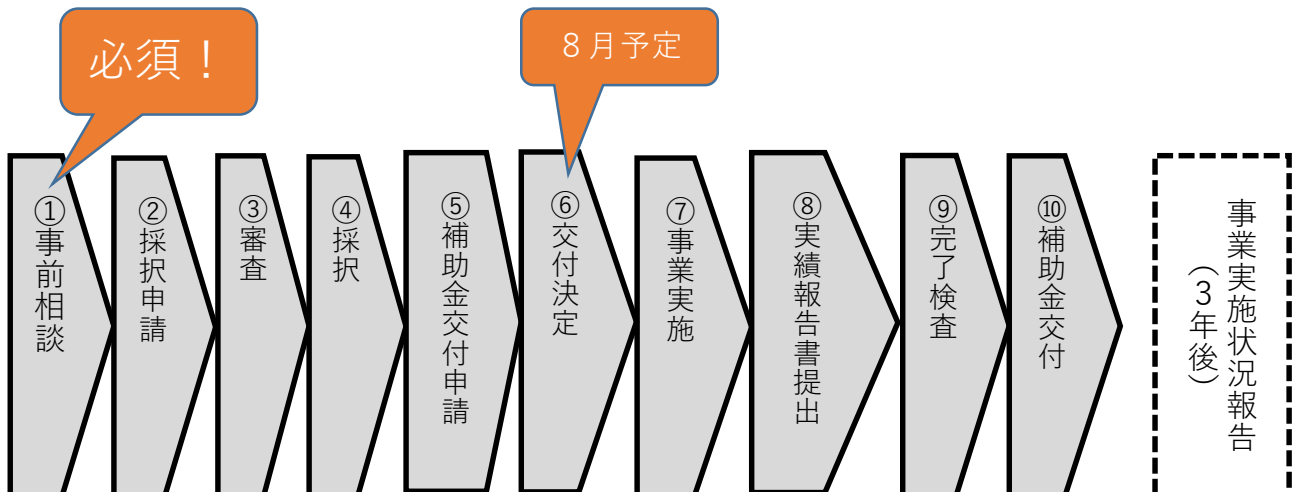 必須！
８月予定
①事前相談
②採択申請
③審査
④採択
⑤補助金交付申請
⑥交付決定
⑦事業実施
⑧実績報告書提出
⑨完了検査
⑩補助金交付
事業実施状況報告
（３年後）